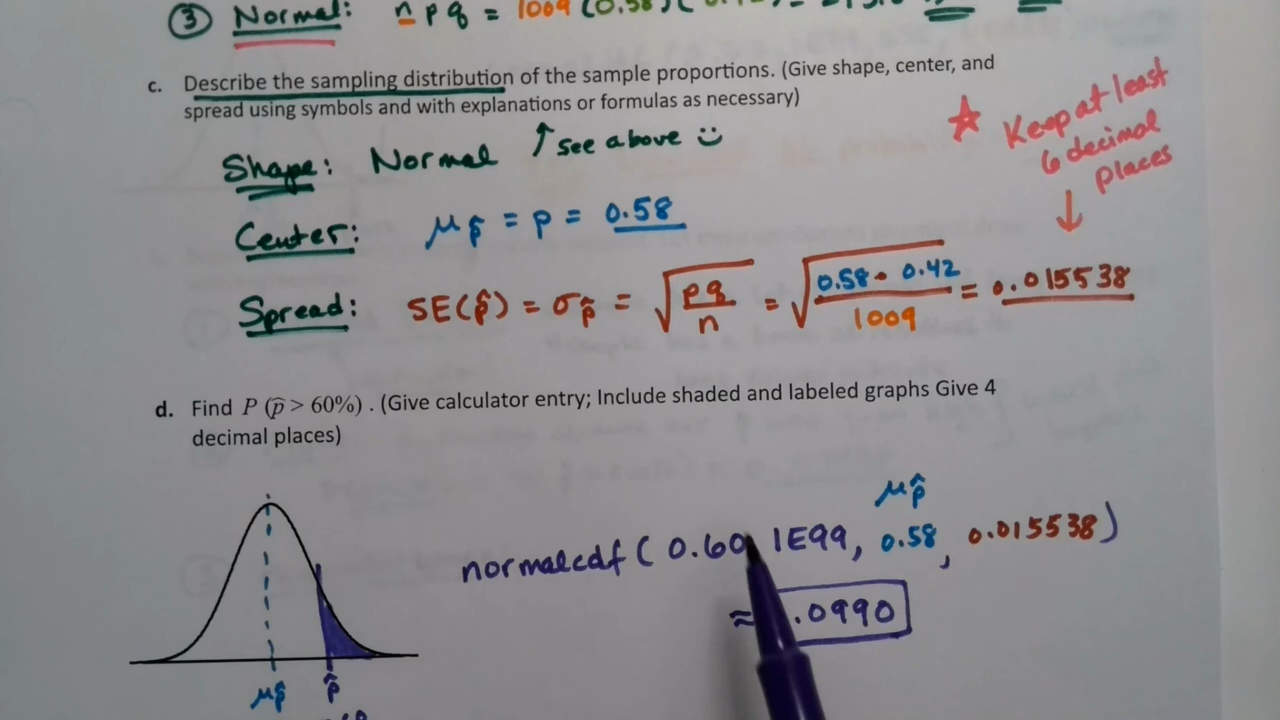 ③ Normal: n p q = 1009 (0.58)(
c. Describe the sampling distribution of the sample proportions. (Give shape, center, and
spread using symbols and with explanations or formulas as necessary)
☆ Keep at least
6 decimal
places
↓
Shape: Normal ↑ see above ☺
Center: μp̂ = p = 0.58
Spread: SE(p̂) = σp̂ = √(pq/n) = √(0.58 · 0.42/1009) = 0.015538
d. Find P (p̂ > 60%) . (Give calculator entry; Include shaded and labeled graphs Give 4
decimal places)
μp̂
normalcdf ( 0.60 1E99, 0.58, 0.015538 )
≈ .0990
μp̂ p̂